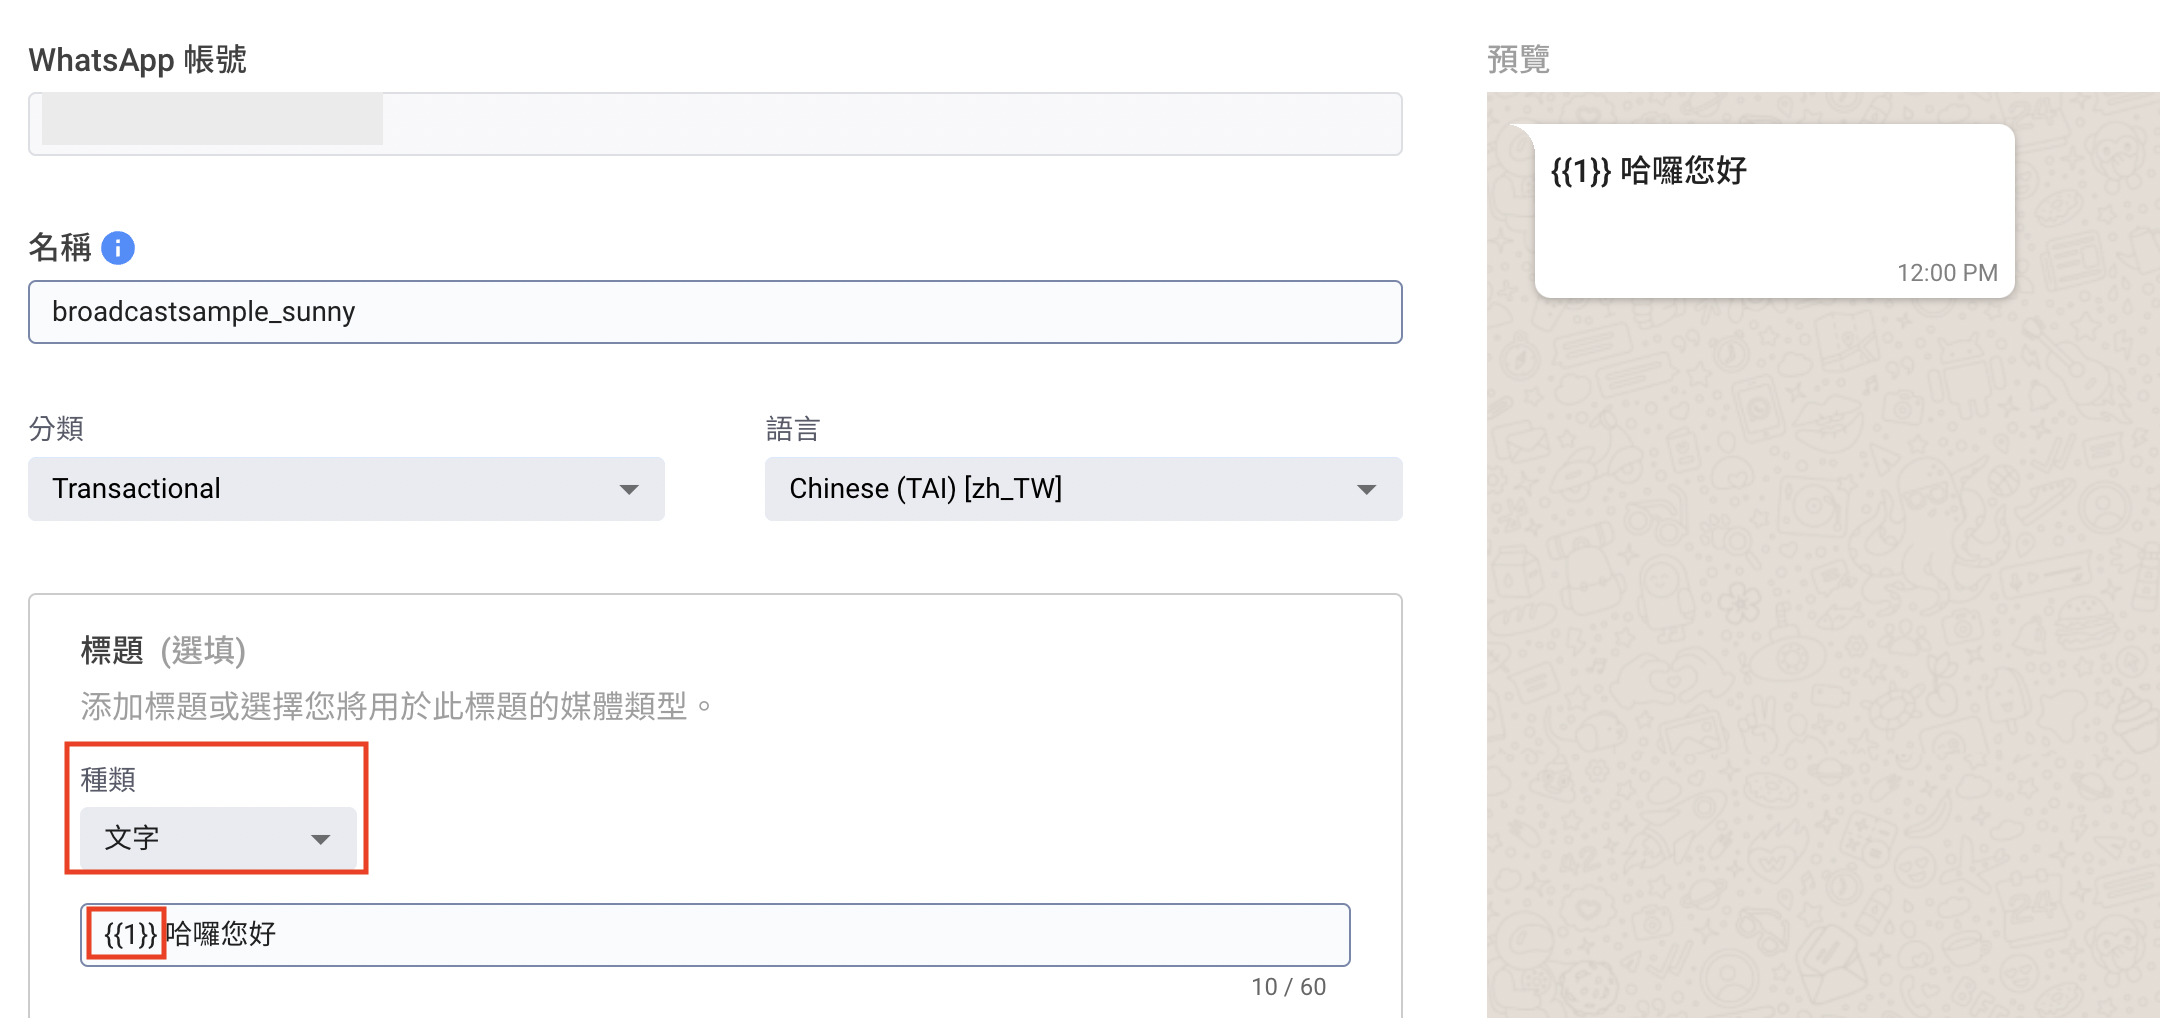 WhatsApp 帳號
名稱
broadcastsample_sunny
分類
Transactional
語言
Chinese (TAI) [zh_TW]
標題 (選填)
添加標題或選擇您將用於此標題的媒體類型。
種類
文字
{{1}} 哈囉您好
10 / 60
預覽
{{1}} 哈囉您好
12:00 PM